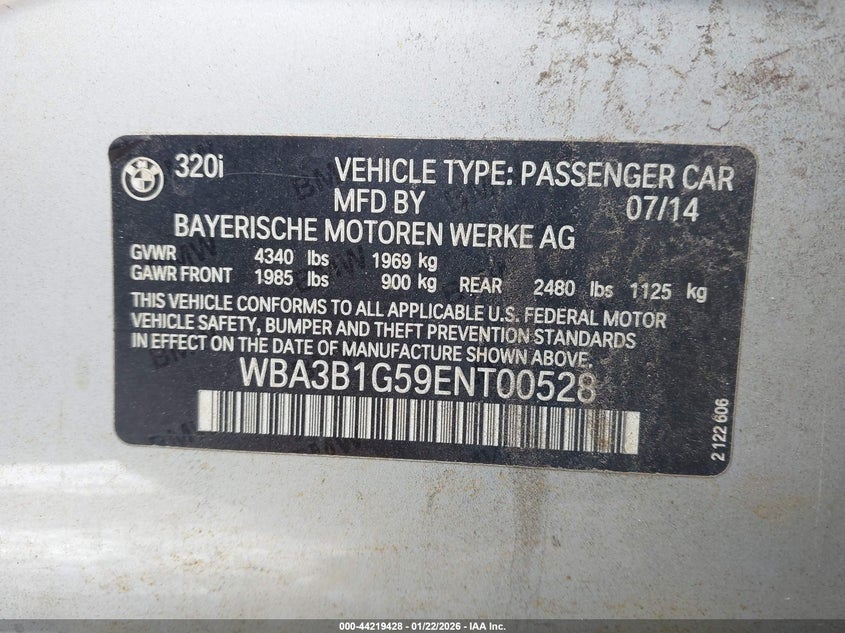 320i VEHICLE TYPE: PASSENGER CAR
MFD BY 07/14
BAYERISCHE MOTOREN WERKE AG
GVWR 4340 lbs 1969 kg
GAWR FRONT 1985 lbs 900 kg REAR 2480 lbs 1125 kg
THIS VEHICLE CONFORMS TO ALL APPLICABLE U.S. FEDERAL MOTOR
VEHICLE SAFETY, BUMPER AND THEFT PREVENTION STANDARDS
IN EFFECT ON THE DATE OF MANUFACTURE SHOWN ABOVE.
WBA3B1G59ENT00528
2 122 606
000-44219428 - 01/22/2026 - IAA Inc.